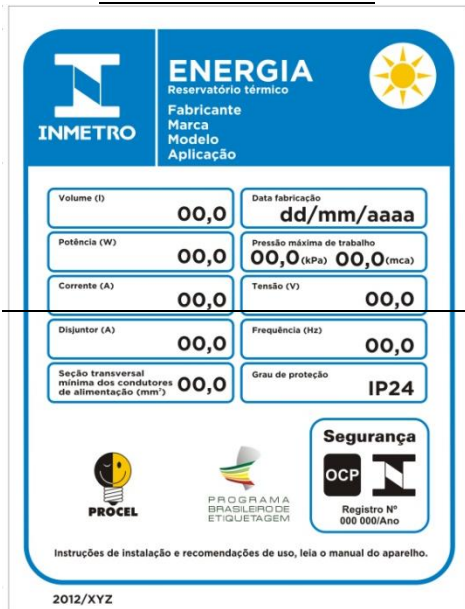 INMETRO
ENERGIA
Reservatório térmico
Fabricante
Marca
Modelo
Aplicação
Volume (l)
00,0
Data fabricação
dd/mm/aaaa
Potência (W)
00,0
Pressão máxima de trabalho
00,0 (kPa) 00,0 (mca)
Corrente (A)
00,0
Tensão (V)
00,0
Disjuntor (A)
00,0
Frequência (Hz)
00,0
Seção transversal
mínima dos condutores
de alimentação (mm²)
00,0
Grau de proteção
IP24
PROCEL
PROGRAMA
BRASILEIRO DE
ETIQUETAGEM
Segurança
OCP
Registro Nº
000 000/Ano
Instruções de instalação e recomendações de uso, leia o manual do aparelho.
2012/XYZ